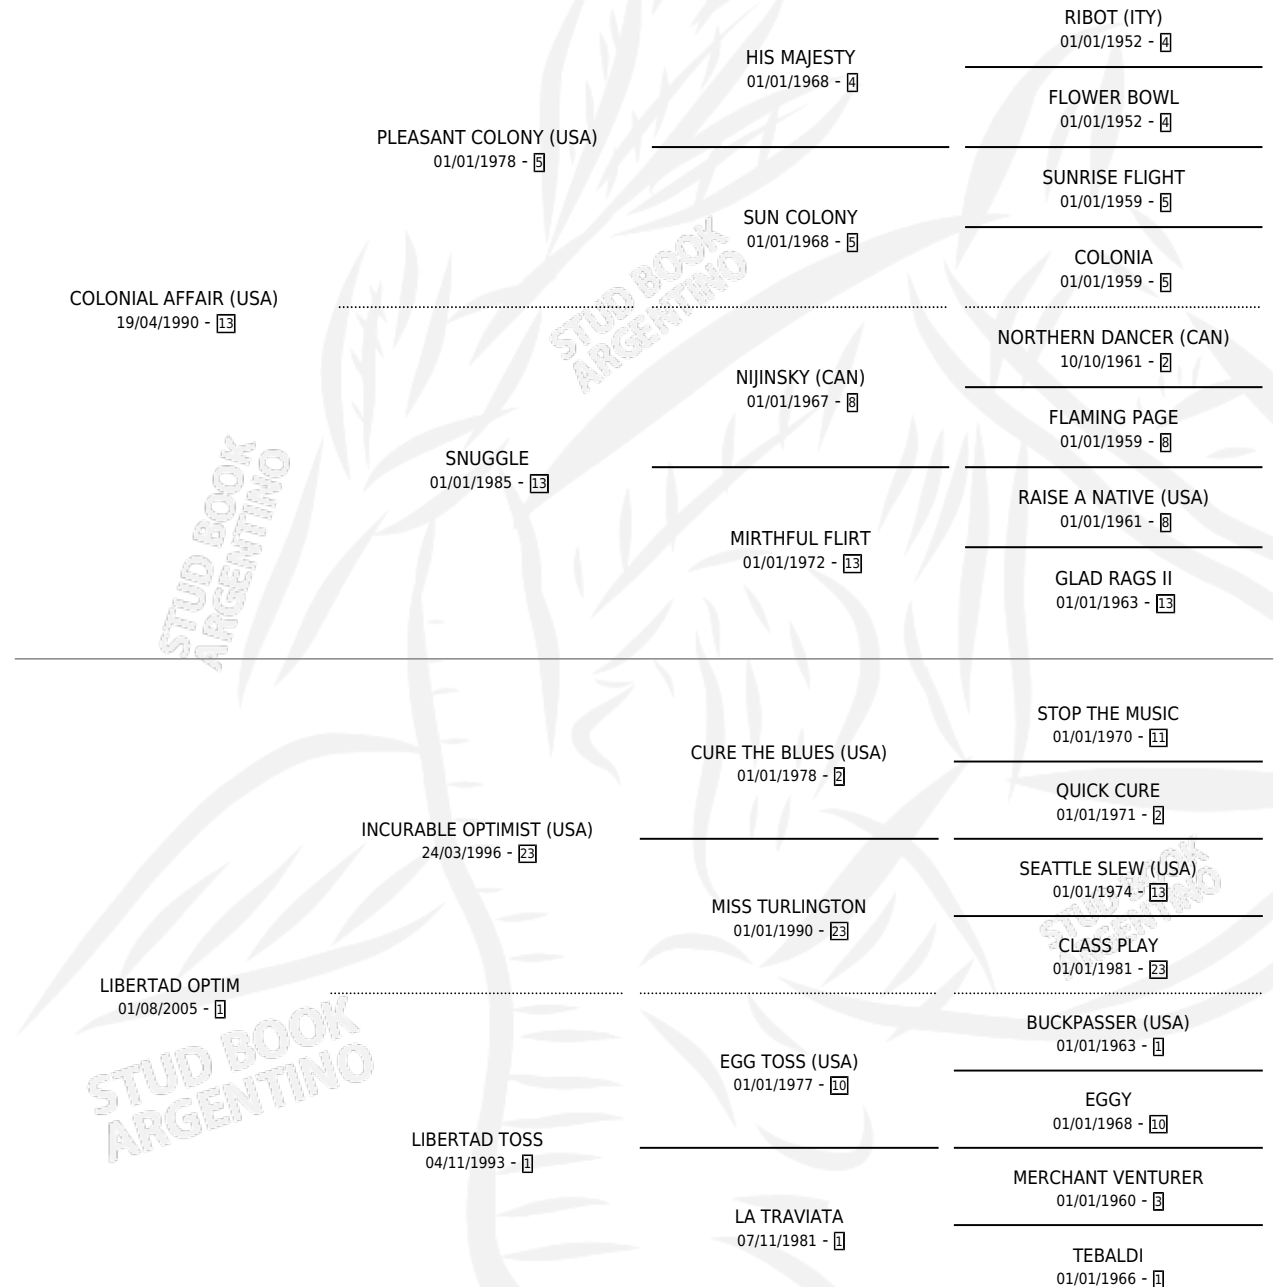 RIBOT (ITY)
01/01/1952 - 4
HIS MAJESTY
01/01/1968 - 4
FLOWER BOWL
01/01/1952 - 4
PLEASANT COLONY (USA)
01/01/1978 - 5
SUNRISE FLIGHT
01/01/1959 - 5
SUN COLONY
01/01/1968 - 5
COLONIA
01/01/1959 - 5
COLONIAL AFFAIR (USA)
19/04/1990 - 13
NORTHERN DANCER (CAN)
10/10/1961 - 2
NIJINSKY (CAN)
01/01/1967 - 8
FLAMING PAGE
01/01/1959 - 8
SNUGGLE
01/01/1985 - 13
RAISE A NATIVE (USA)
01/01/1961 - 8
MIRTHFUL FLIRT
01/01/1972 - 13
GLAD RAGS II
01/01/1963 - 13
STUD BOOK
ARGENTINO
STUD BOOK
ARGENTINO
STOP THE MUSIC
01/01/1970 - 11
CURE THE BLUES (USA)
01/01/1978 - 2
QUICK CURE
01/01/1971 - 2
INCURABLE OPTIMIST (USA)
24/03/1996 - 23
SEATTLE SLEW (USA)
01/01/1974 - 13
MISS TURLINGTON
01/01/1990 - 23
CLASS PLAY
01/01/1981 - 23
LIBERTAD OPTIM
01/08/2005 - 1
BUCKPASSER (USA)
01/01/1963 - 1
EGG TOSS (USA)
01/01/1977 - 10
EGGY
01/01/1968 - 10
LIBERTAD TOSS
04/11/1993 - 1
MERCHANT VENTURER
01/01/1960 - 3
LA TRAVIATA
07/11/1981 - 1
TEBALDI
01/01/1966 - 1
STUD BOOK
ARGENTINO
STUD BOOK
ARGENTINO